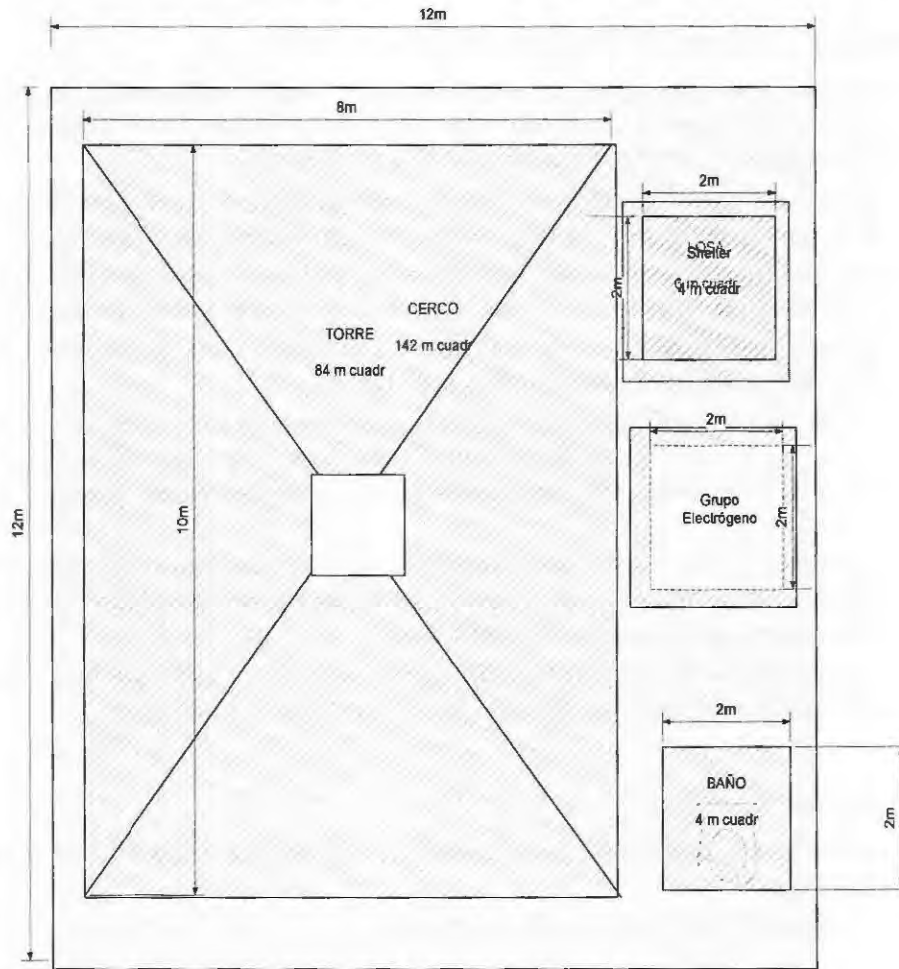 12m
8m
2m
LOSA
Shelter
2m
4 m cuadr
CERCO
TORRE
142 m cuadr
84 m cuadr
2m
12m
10m
Grupo
Electrógeno
2m
2m
BAÑO
4 m cuadr
2m